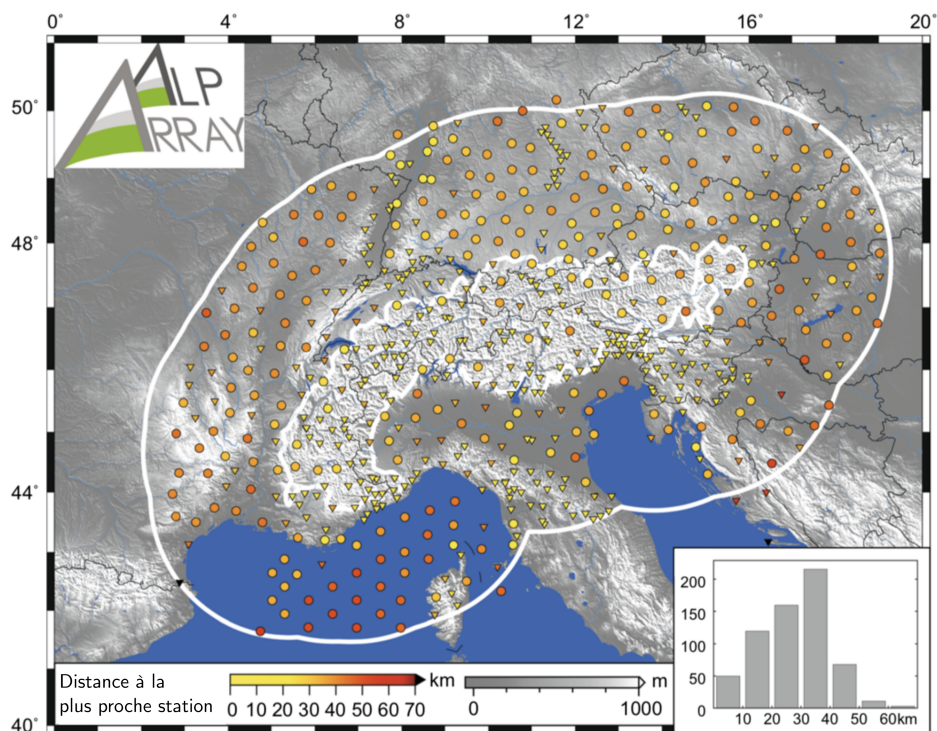 0° 4° 8° 12° 16° 20°
ALP
ARRAY
50°
48°
46°
44°
42°
40°
Distance à la
plus proche station
km
0 10 20 30 40 50 60 70
m
0 1000
200
150
100
50
0
10 20 30 40 50 60km